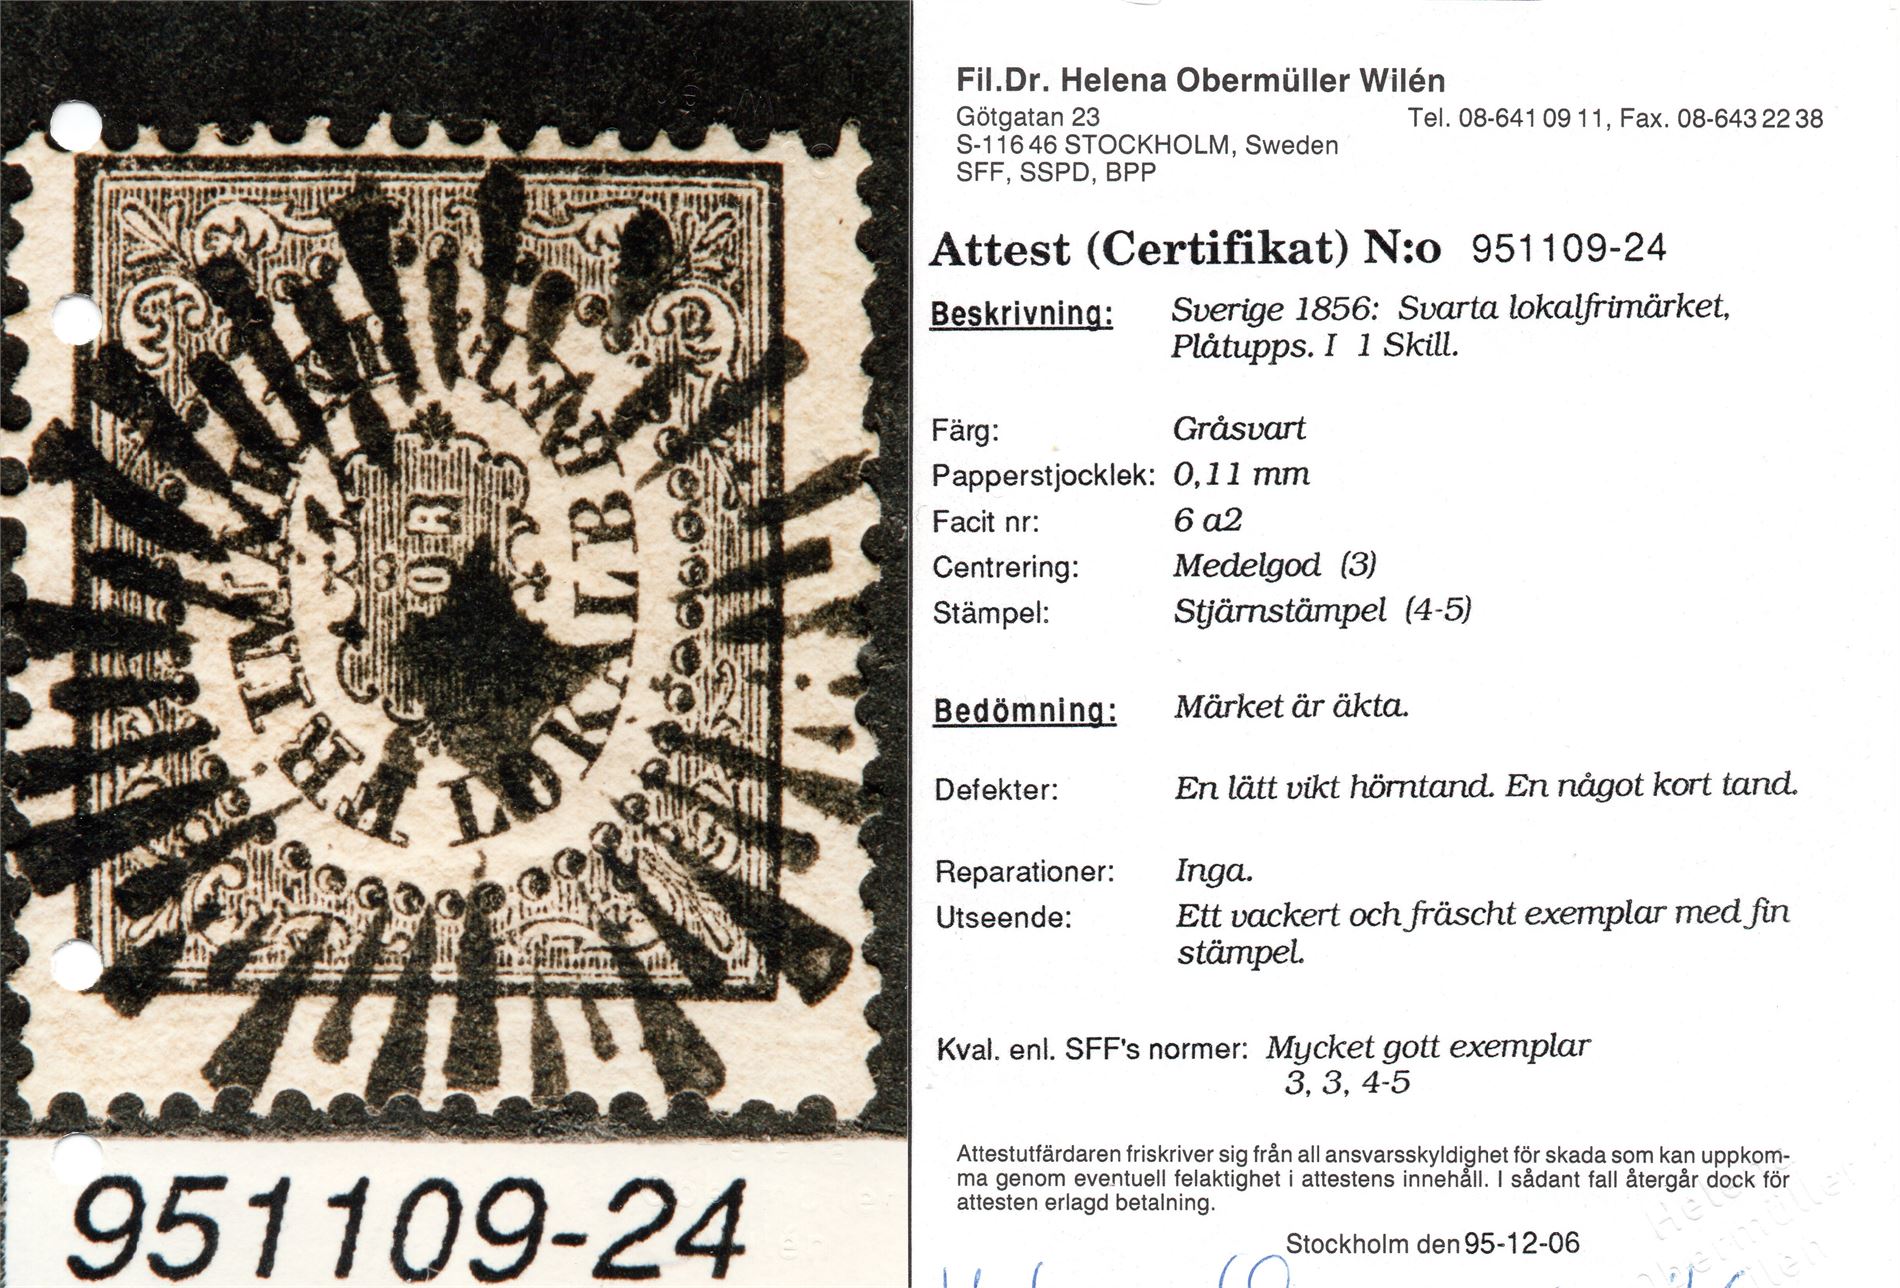 FRIMÄRKE FÖR LOKALBREF
3 ÖR
951109-24
Fil.Dr. Helena Obermüller Wilén
Götgatan 23 Tel. 08-641 09 11, Fax. 08-643 22 38
S-116 46 STOCKHOLM, Sweden
SFF, SSPD, BPP
Attest (Certifikat) N:o 951109-24
Beskrivning: Sverige 1856: Svarta lokalfrimärket,
Plåtupps. I 1 Skill.
Färg: Gråsvart
Papperstjocklek: 0,11 mm
Facit nr: 6 a2
Centrering: Medelgod (3)
Stämpel: Stjärnstämpel (4-5)
Bedömning: Märket är äkta.
Defekter: En lätt vikt hörntand. En något kort tand.
Reparationer: Inga.
Utseende: Ett vackert och fräscht exemplar med fin
stämpel.
Kval. enl. SFF's normer: Mycket gott exemplar
3, 3, 4-5
Attestutfärdaren friskriver sig från all ansvarsskyldighet för skada som kan uppkom-
ma genom eventuell felaktighet i attestens innehåll. I sådant fall återgår dock för
attesten erlagd betalning.
Stockholm den 95-12-06